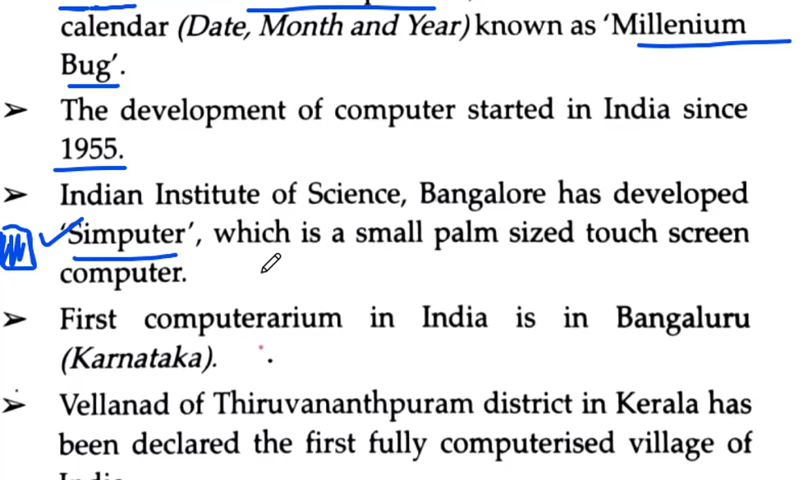 calendar (Date, Month and Year) known as 'Millenium
Bug'.
➢ The development of computer started in India since
1955.
➢ Indian Institute of Science, Bangalore has developed
'Simputer', which is a small palm sized touch screen
computer.
➢ First computerarium in India is in Bangaluru
(Karnataka).
➢ Vellanad of Thiruvananthpuram district in Kerala has
been declared the first fully computerised village of